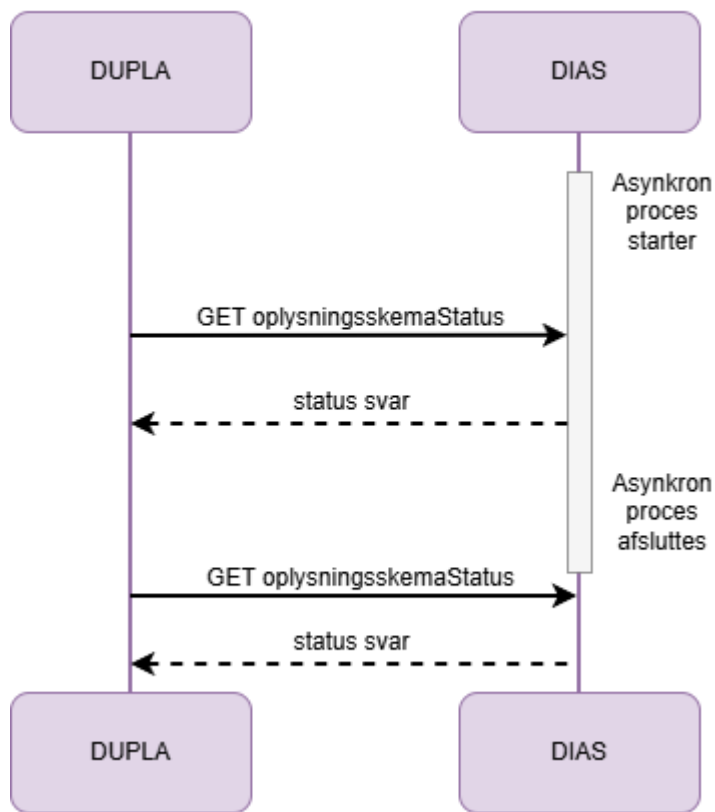 DUPLA
DIAS
Asynkron
proces
starter
GET oplysningsskemaStatus
status svar
Asynkron
proces
afsluttes
GET oplysningsskemaStatus
status svar
DUPLA
DIAS